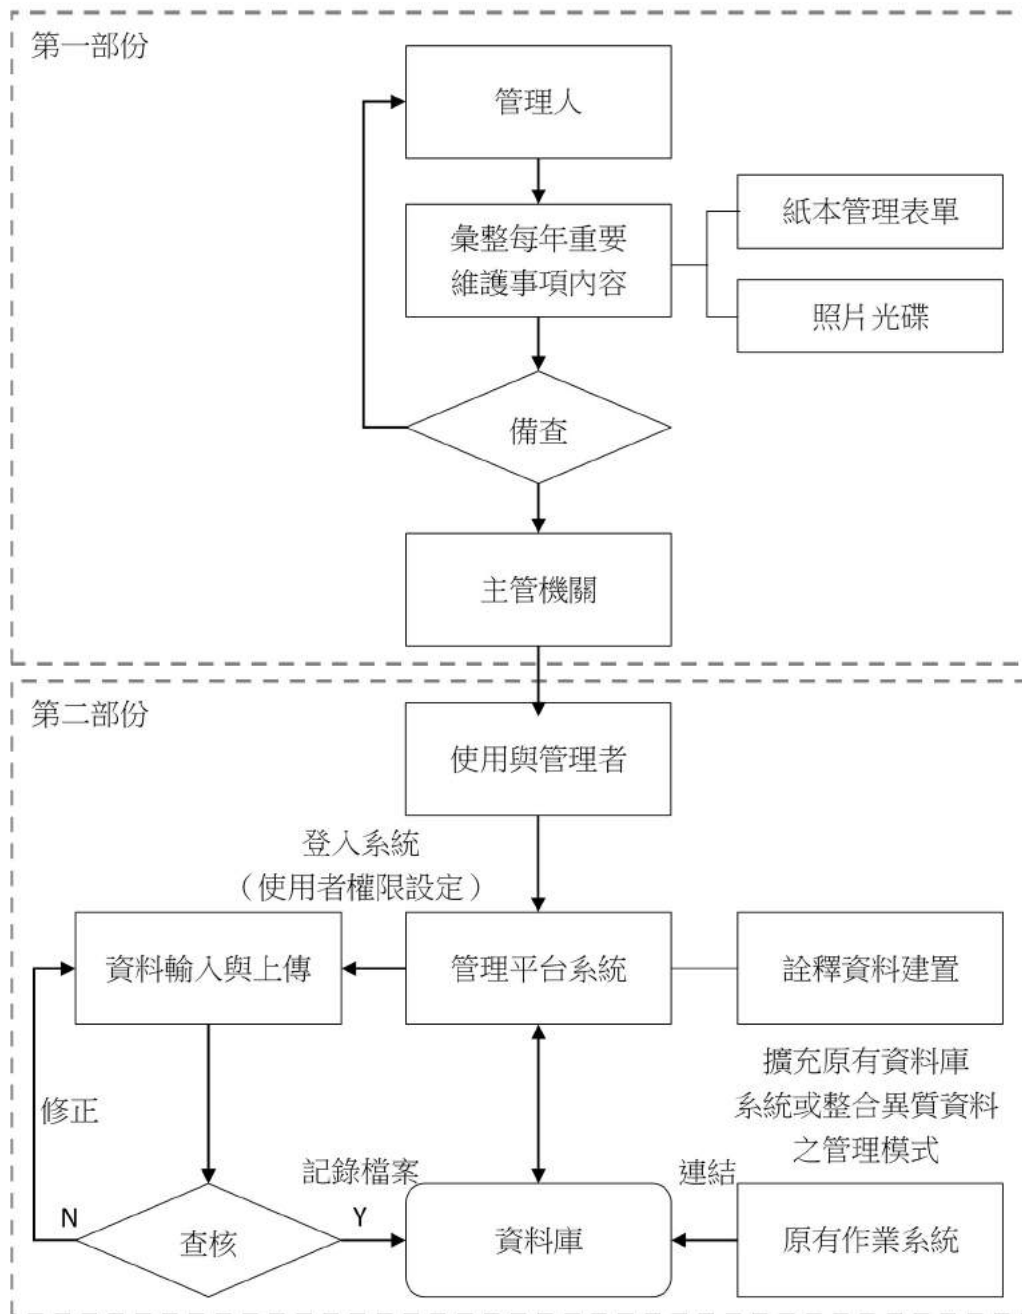 第一部份
管理人
彙整每年重要
維護事項內容
紙本管理表單
照片光碟
備查
主管機關
第二部份
使用與管理者
登入系統
（使用者權限設定）
資料輸入與上傳
管理平台系統
詮釋資料建置
擴充原有資料庫
系統或整合異質資料
之管理模式
修正
記錄檔案
連結
N
查核
Y
資料庫
原有作業系統